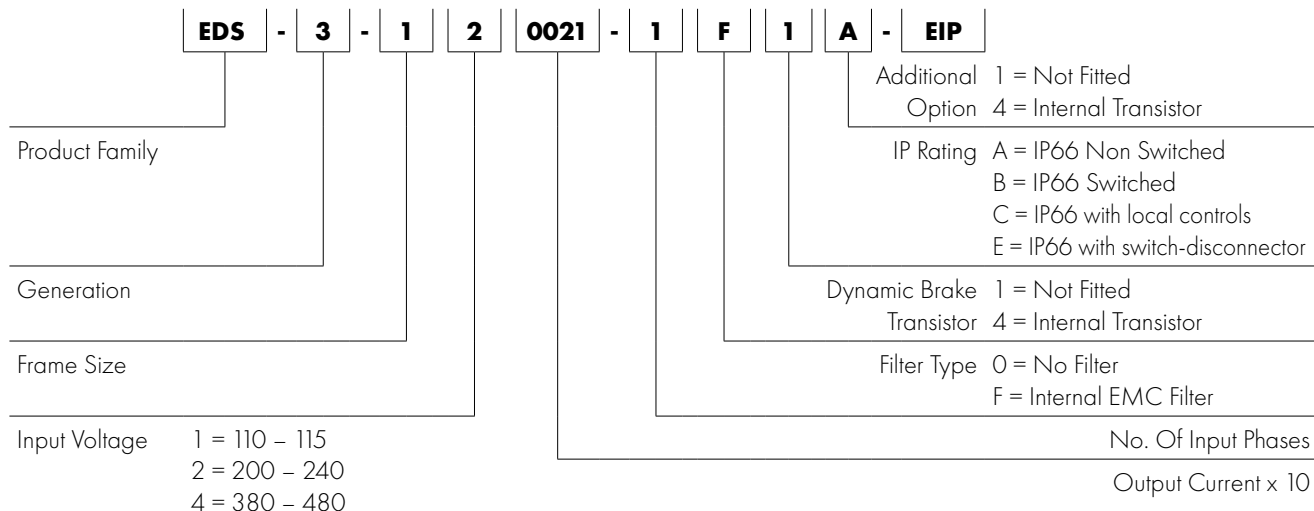 EDS - 3 - 1 2 0021 - 1 F 1 A - EIP
Additional Option 1 = Not Fitted
4 = Internal Transistor
Product Family
IP Rating A = IP66 Non Switched
B = IP66 Switched
C = IP66 with local controls
E = IP66 with switch-disconnector
Generation
Dynamic Brake Transistor 1 = Not Fitted
4 = Internal Transistor
Frame Size
Filter Type 0 = No Filter
F = Internal EMC Filter
Input Voltage 1 = 110 – 115
2 = 200 – 240
4 = 380 – 480
No. Of Input Phases
Output Current x 10